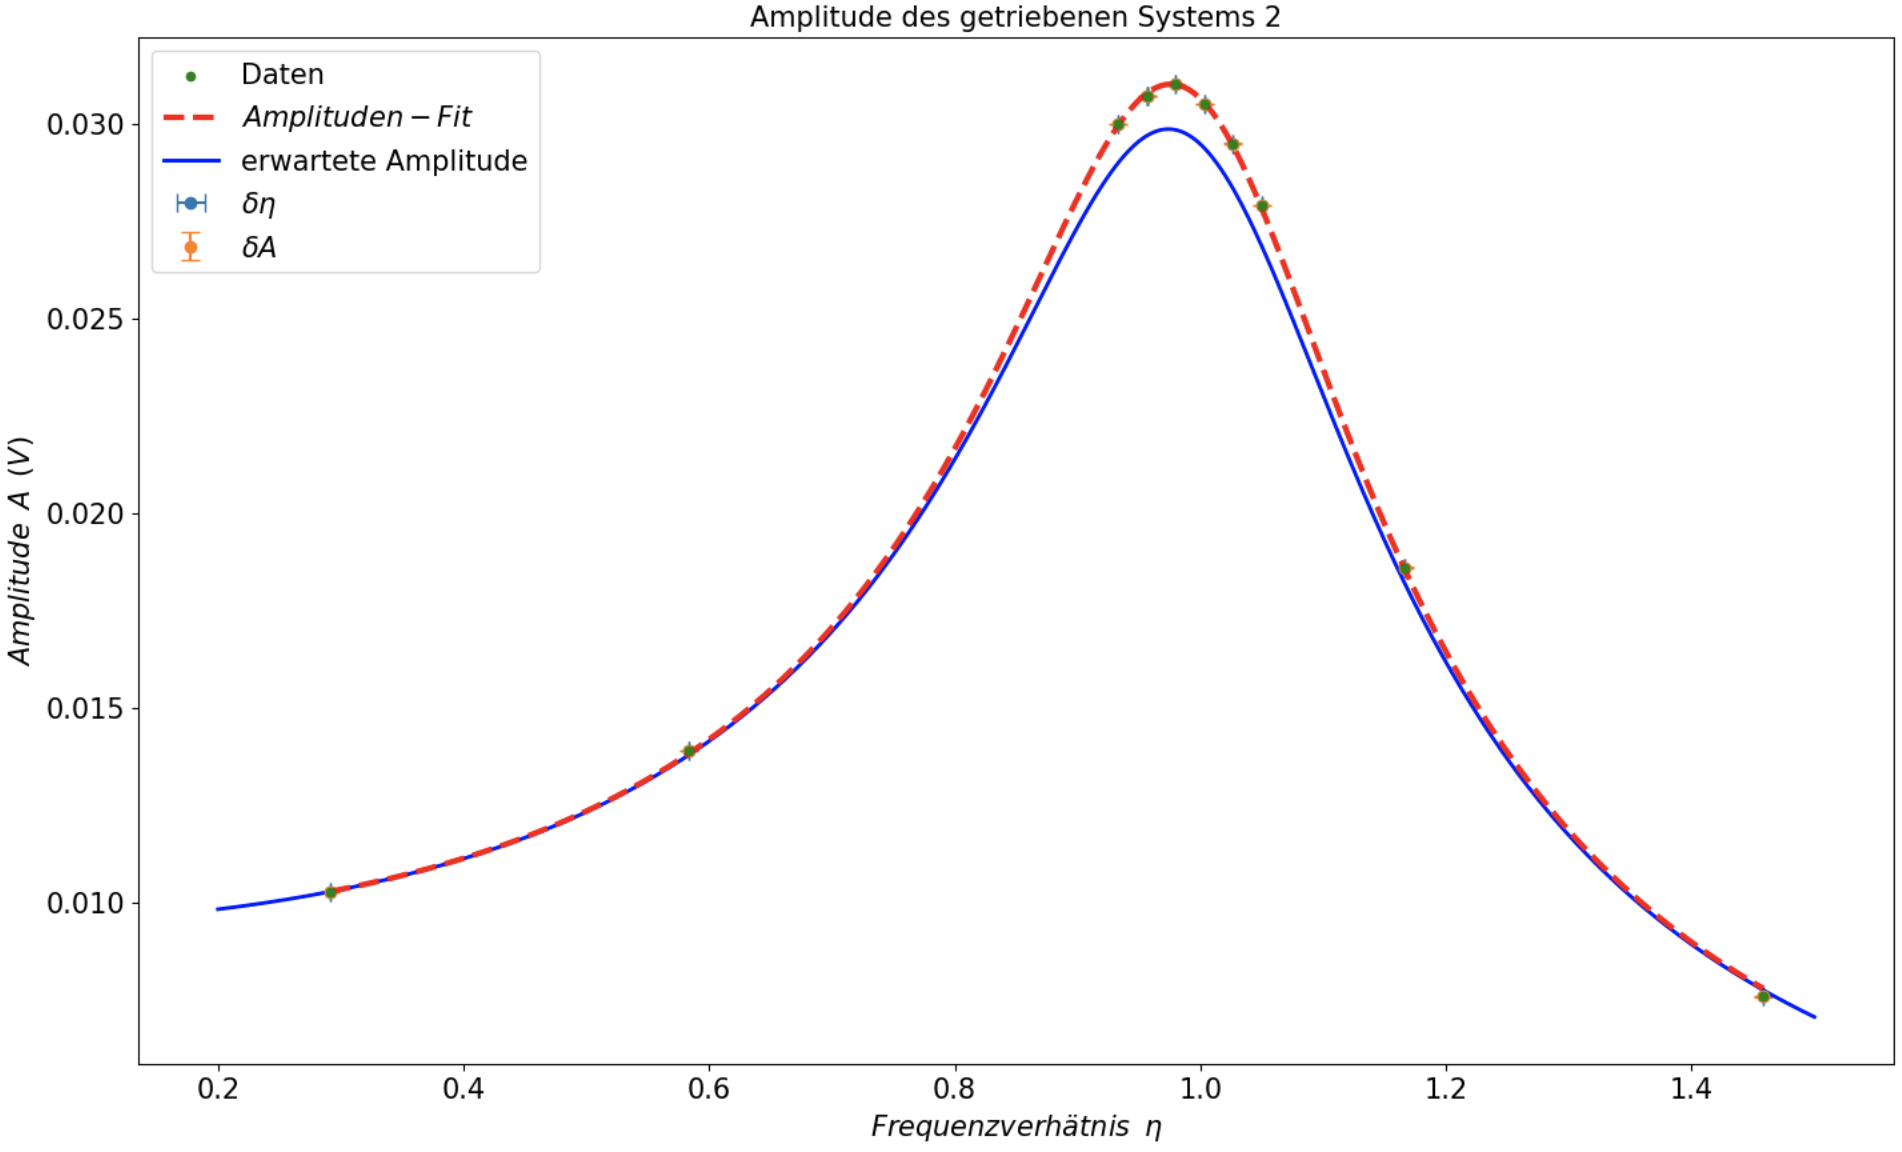 Amplitude des getriebenen Systems 2
Daten
Amplituden − Fit
erwartete Amplitude
δη
δA
Amplitude A (V)
0.030
0.025
0.020
0.015
0.010
0.2 0.4 0.6 0.8 1.0 1.2 1.4
Frequenzverhätnis η